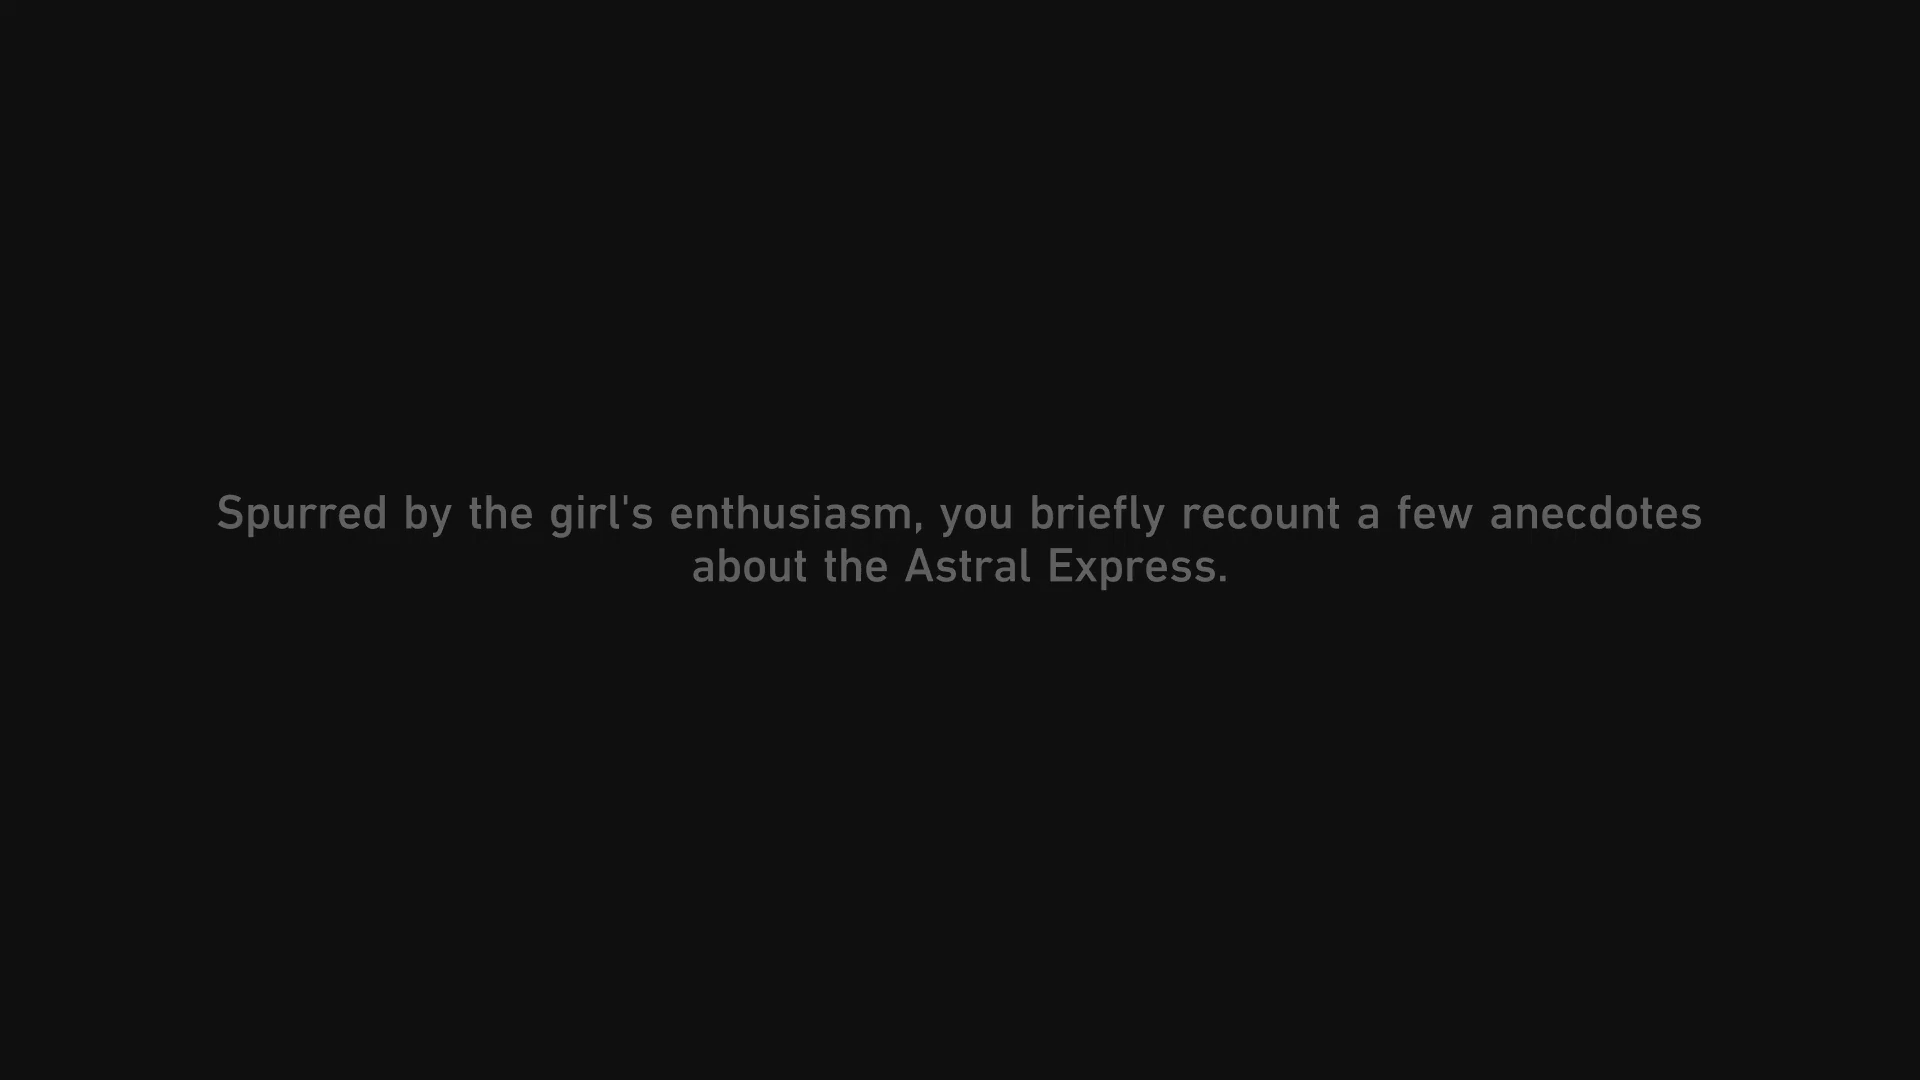 Spurred by the girl's enthusiasm, you briefly recount a few anecdotes
about the Astral Express.